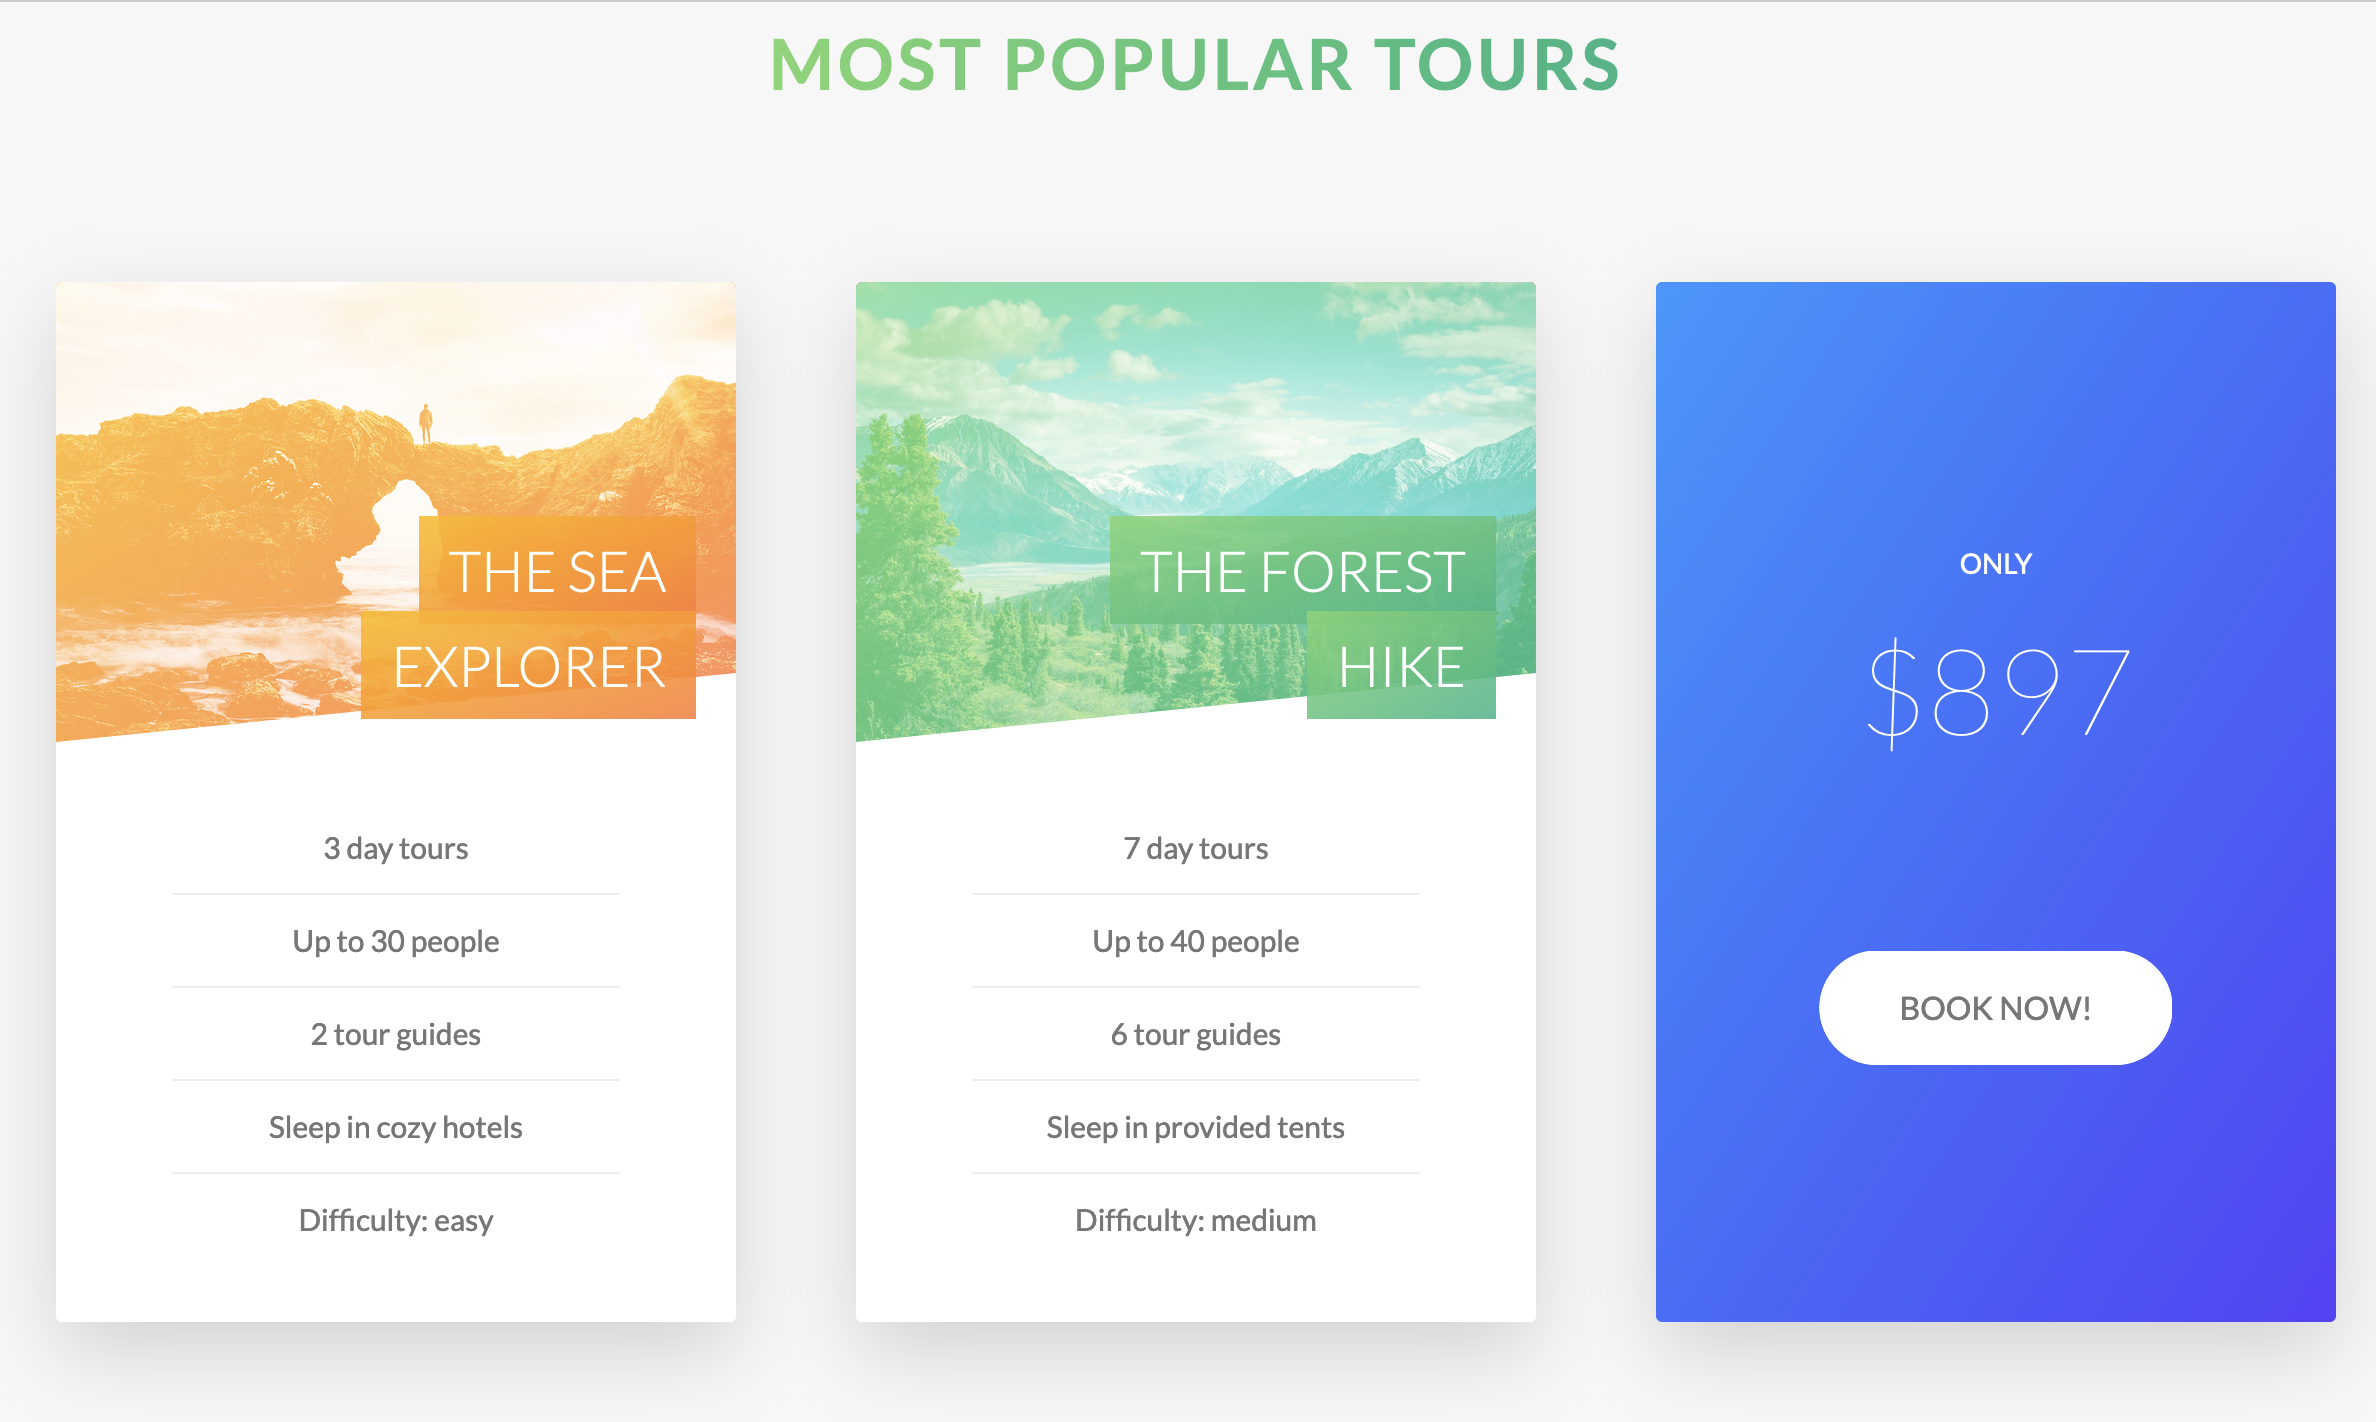 MOST POPULAR TOURS
THE SEA
EXPLORER
3 day tours
Up to 30 people
2 tour guides
Sleep in cozy hotels
Difficulty: easy
THE FOREST
HIKE
7 day tours
Up to 40 people
6 tour guides
Sleep in provided tents
Difficulty: medium
ONLY
$897
BOOK NOW!